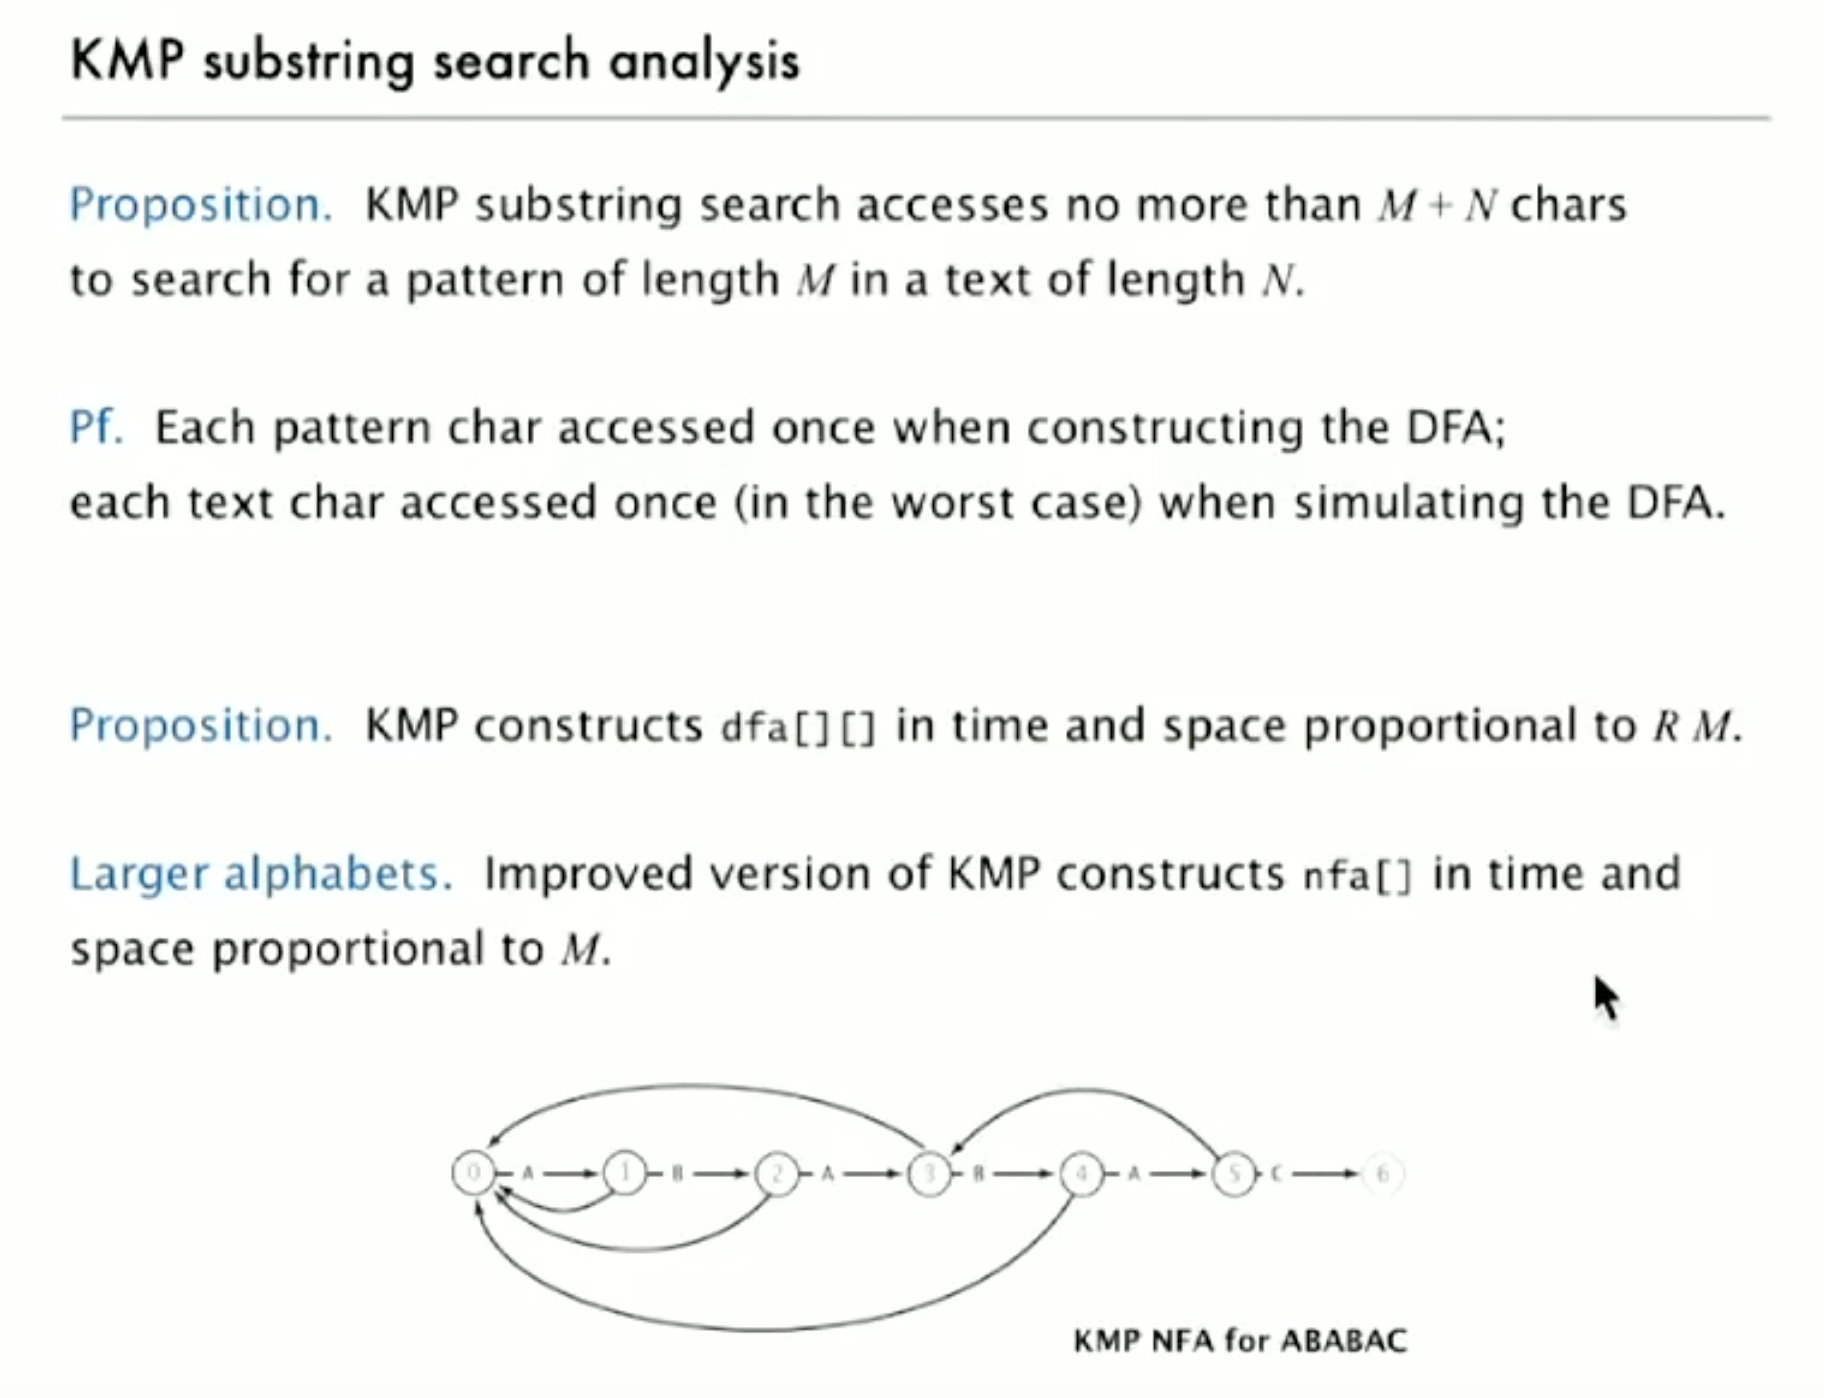 KMP substring search analysis
Proposition. KMP substring search accesses no more than M + N chars
to search for a pattern of length M in a text of length N.
Pf. Each pattern char accessed once when constructing the DFA;
each text char accessed once (in the worst case) when simulating the DFA.
Proposition. KMP constructs dfa[][] in time and space proportional to R M.
Larger alphabets. Improved version of KMP constructs nfa[] in time and
space proportional to M.
0 A 1 B 2 A 3 B 4 A 5 C 6
KMP NFA for ABABAC